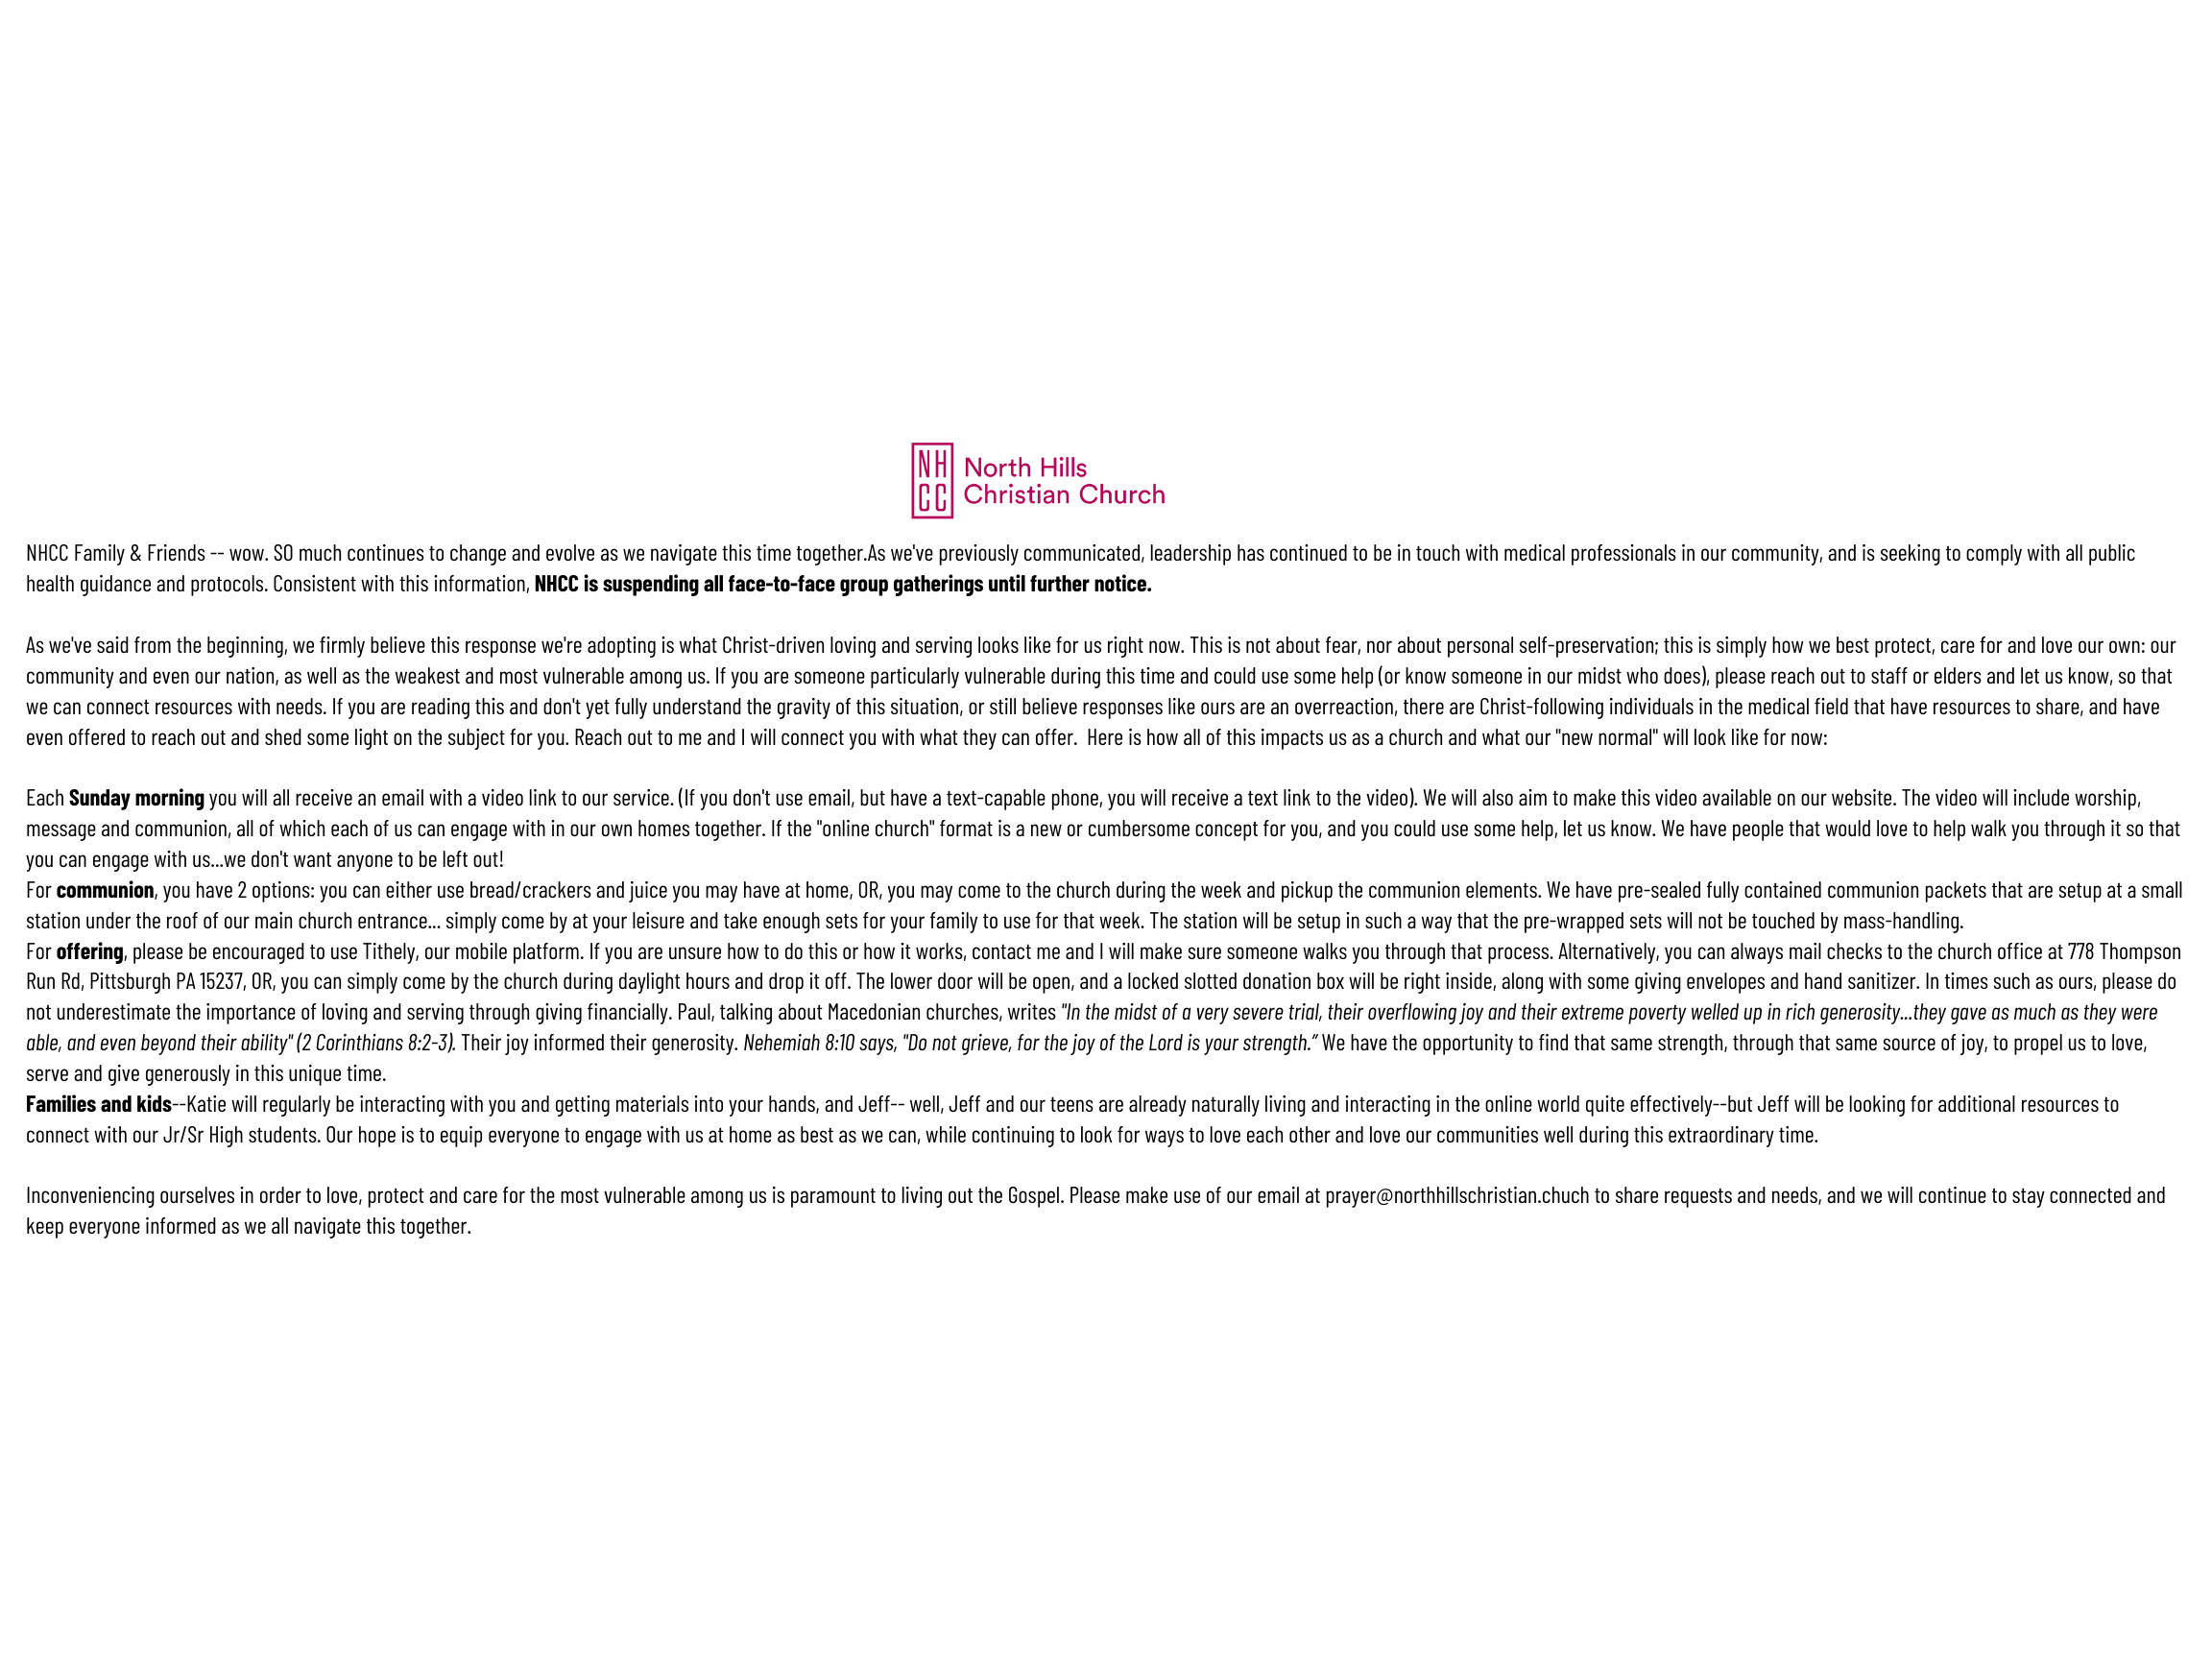 NH
CC
North Hills
Christian Church
NHCC Family & Friends -- wow. SO much continues to change and evolve as we navigate this time together.As we've previously communicated, leadership has continued to be in touch with medical professionals in our community, and is seeking to comply with all public
health guidance and protocols. Consistent with this information, NHCC is suspending all face-to-face group gatherings until further notice.
As we've said from the beginning, we firmly believe this response we're adopting is what Christ-driven loving and serving looks like for us right now. This is not about fear, nor about personal self-preservation; this is simply how we best protect, care for and love our own: our
community and even our nation, as well as the weakest and most vulnerable among us. If you are someone particularly vulnerable during this time and could use some help (or know someone in our midst who does), please reach out to staff or elders and let us know, so that
we can connect resources with needs. If you are reading this and don't yet fully understand the gravity of this situation, or still believe responses like ours are an overreaction, there are Christ-following individuals in the medical field that have resources to share, and have
even offered to reach out and shed some light on the subject for you. Reach out to me and I will connect you with what they can offer.  Here is how all of this impacts us as a church and what our "new normal" will look like for now:
Each Sunday morning you will all receive an email with a video link to our service. (If you don't use email, but have a text-capable phone, you will receive a text link to the video). We will also aim to make this video available on our website. The video will include worship,
message and communion, all of which each of us can engage with in our own homes together. If the "online church" format is a new or cumbersome concept for you, and you could use some help, let us know. We have people that would love to help walk you through it so that
you can engage with us...we don't want anyone to be left out!
For communion, you have 2 options: you can either use bread/crackers and juice you may have at home, OR, you may come to the church during the week and pickup the communion elements. We have pre-sealed fully contained communion packets that are setup at a small
station under the roof of our main church entrance... simply come by at your leisure and take enough sets for your family to use for that week. The station will be setup in such a way that the pre-wrapped sets will not be touched by mass-handling.
For offering, please be encouraged to use Tithely, our mobile platform. If you are unsure how to do this or how it works, contact me and I will make sure someone walks you through that process. Alternatively, you can always mail checks to the church office at 778 Thompson
Run Rd, Pittsburgh PA 15237, OR, you can simply come by the church during daylight hours and drop it off. The lower door will be open, and a locked slotted donation box will be right inside, along with some giving envelopes and hand sanitizer. In times such as ours, please do
not underestimate the importance of loving and serving through giving financially. Paul, talking about Macedonian churches, writes "In the midst of a very severe trial, their overflowing joy and their extreme poverty welled up in rich generosity...they gave as much as they were
able, and even beyond their ability" (2 Corinthians 8:2-3). Their joy informed their generosity. Nehemiah 8:10 says, "Do not grieve, for the joy of the Lord is your strength.” We have the opportunity to find that same strength, through that same source of joy, to propel us to love,
serve and give generously in this unique time.
Families and kids--Katie will regularly be interacting with you and getting materials into your hands, and Jeff-- well, Jeff and our teens are already naturally living and interacting in the online world quite effectively--but Jeff will be looking for additional resources to
connect with our Jr/Sr High students. Our hope is to equip everyone to engage with us at home as best as we can, while continuing to look for ways to love each other and love our communities well during this extraordinary time.
Inconveniencing ourselves in order to love, protect and care for the most vulnerable among us is paramount to living out the Gospel. Please make use of our email at prayer@northhillschristian.chuch to share requests and needs, and we will continue to stay connected and
keep everyone informed as we all navigate this together.